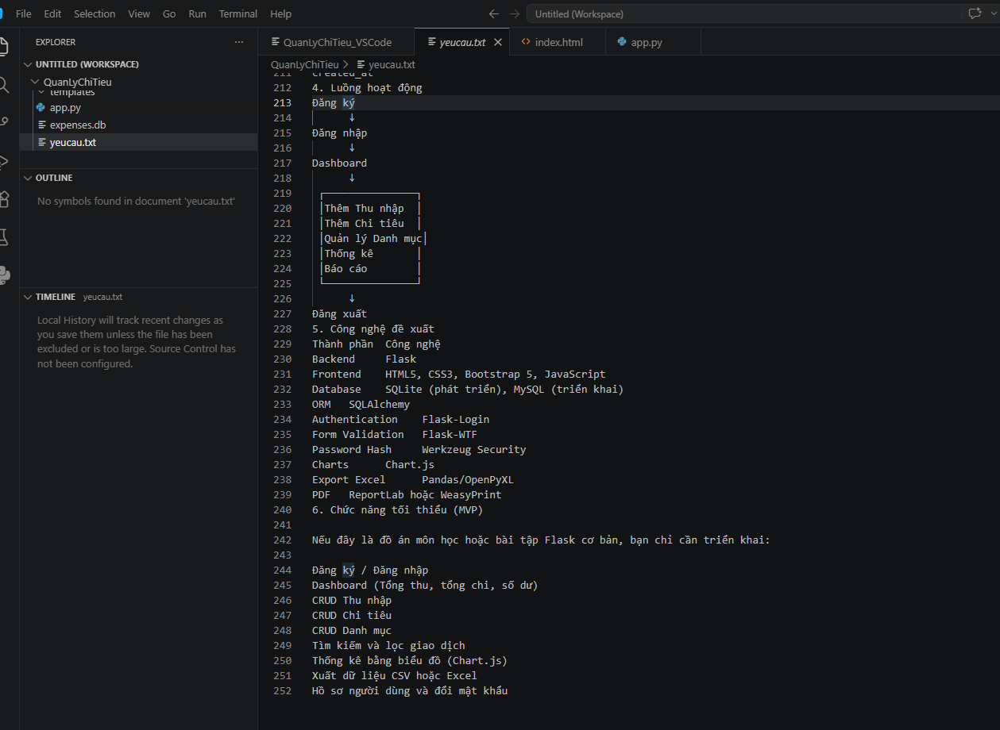 File Edit Selection View Go Run Terminal Help
Untitled (Workspace)
EXPLORER
UNTITLED (WORKSPACE)
QuanLyChiTieu
templates
app.py
expenses.db
yeucau.txt
OUTLINE
No symbols found in document 'yeucau.txt'
TIMELINE yeucau.txt
Local History will track recent changes as
you save them unless the file has been
excluded or is too large. Source Control has
not been configured.
QuanLyChiTieu_VSCode
yeucau.txt
index.html
app.py
QuanLyChiTieu > yeucau.txt
211 created_at
212 4. Luồng hoạt động
213 Đăng ký
214 ↓
215 Đăng nhập
216 ↓
217 Dashboard
218 ↓
219 ┌───────────────┐
220 │Thêm Thu nhập │
221 │Thêm Chi tiêu │
222 │Quản lý Danh mục│
223 │Thống kê │
224 │Báo cáo │
225 └───────────────┘
226 ↓
227 Đăng xuất
228 5. Công nghệ đề xuất
229 Thành phần Công nghệ
230 Backend Flask
231 Frontend HTML5, CSS3, Bootstrap 5, JavaScript
232 Database SQLite (phát triển), MySQL (triển khai)
233 ORM SQLAlchemy
234 Authentication Flask-Login
235 Form Validation Flask-WTF
236 Password Hash Werkzeug Security
237 Charts Chart.js
238 Export Excel Pandas/OpenPyXL
239 PDF ReportLab hoặc WeasyPrint
240 6. Chức năng tối thiểu (MVP)
241
242 Nếu đây là đồ án môn học hoặc bài tập Flask cơ bản, bạn chỉ cần triển khai:
243
244 Đăng ký / Đăng nhập
245 Dashboard (Tổng thu, tổng chi, số dư)
246 CRUD Thu nhập
247 CRUD Chi tiêu
248 CRUD Danh mục
249 Tìm kiếm và lọc giao dịch
250 Thống kê bằng biểu đồ (Chart.js)
251 Xuất dữ liệu CSV hoặc Excel
252 Hồ sơ người dùng và đổi mật khẩu